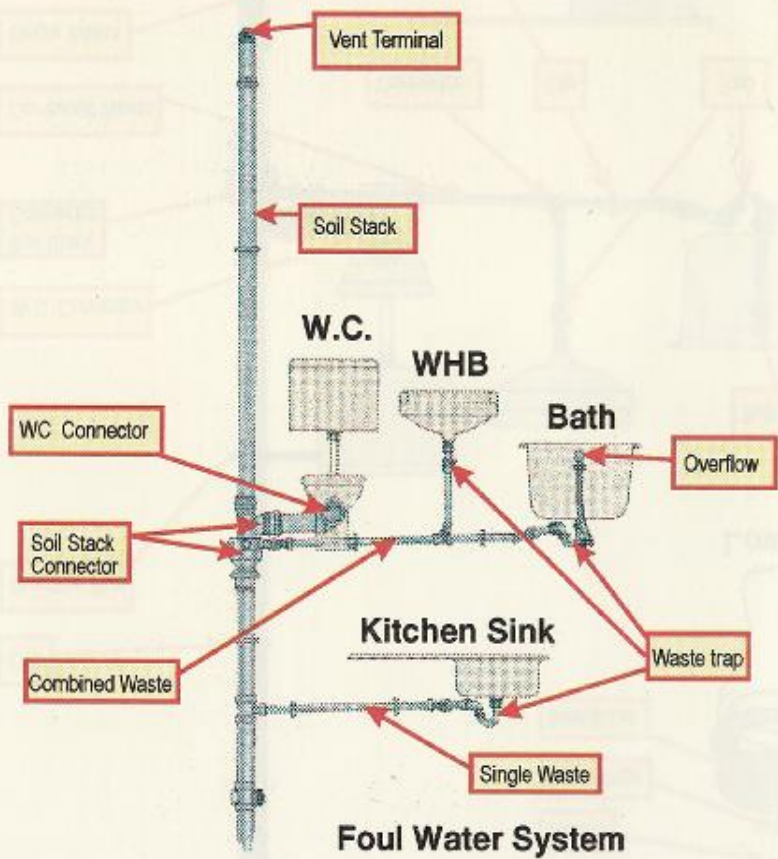 Vent Terminal
Soil Stack
W.C.
WHB
Bath
WC Connector
Overflow
Soil Stack
Connector
Kitchen Sink
Waste trap
Combined Waste
Single Waste
Foul Water System